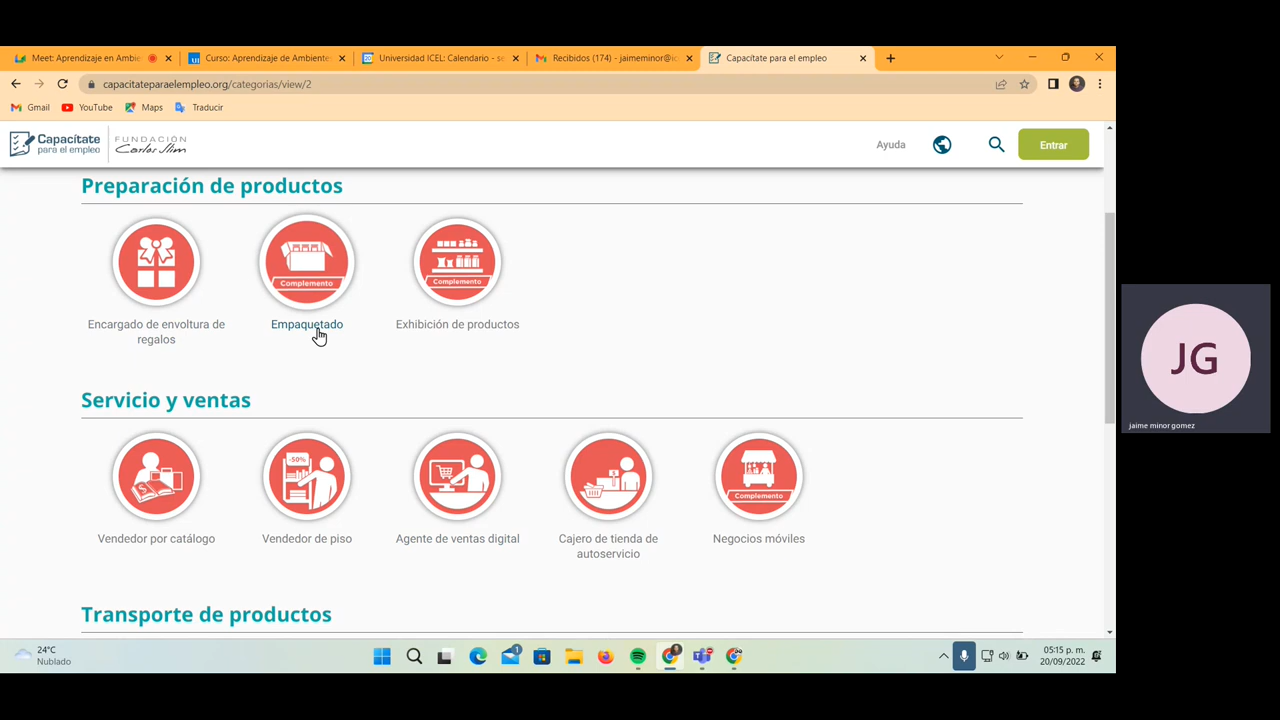 Meet: Aprendizaje en Ambie
Curso: Aprendizaje de Ambiente
Universidad ICEL: Calendario - se
Recibidos (174) - jaimeminor@ic
Capacítate para el empleo
capacitateparaelempleo.org/categorias/view/2
Gmail
YouTube
Maps
Traducir
Capacítate
para el empleo
FUNDACIÓN
Carlos Slim
Ayuda
Entrar
Preparación de productos
Complemento
Complemento
Encargado de envoltura de
regalos
Empaquetado
Exhibición de productos
JG
jaime minor gomez
Servicio y ventas
-50%
Complemento
Vendedor por catálogo
Vendedor de piso
Agente de ventas digital
Cajero de tienda de
autoservicio
Negocios móviles
Transporte de productos
24°C
Nublado
05:15 p. m.
20/09/2022